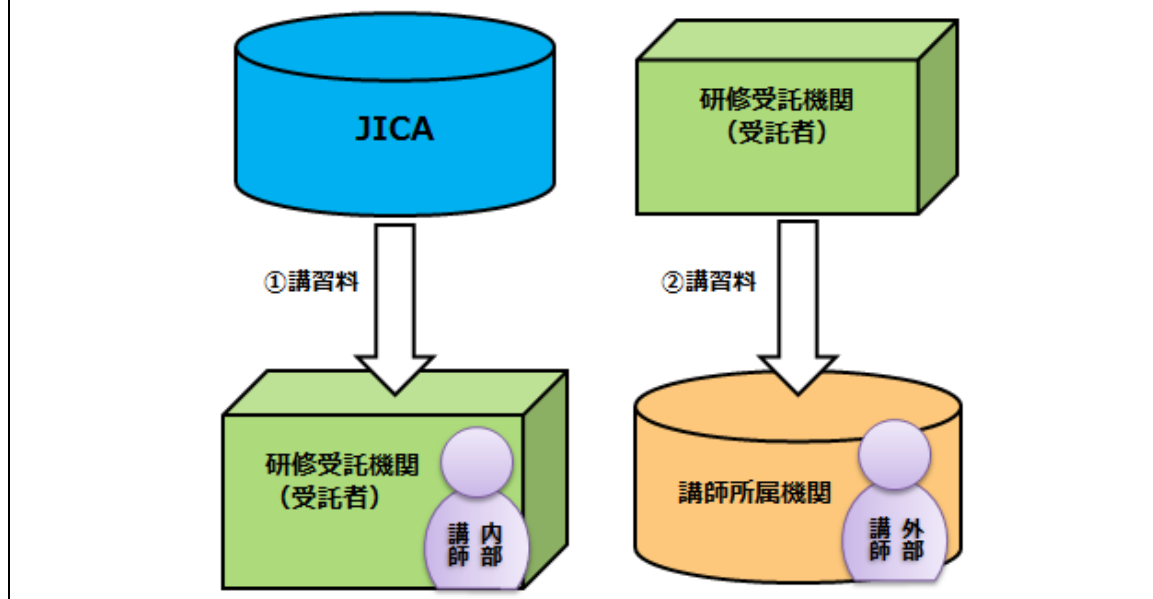 JICA
①講習料
研修受託機関
（受託者）
内部
講師
研修受託機関
（受託者）
②講習料
講師所属機関
外部
講師